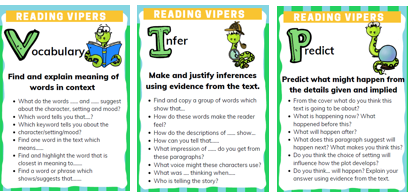 READING VIPERS
Vocabulary
Find and explain meaning of
words in context
• What do the words ...... and ...... suggest
about the character, setting and mood?
• Which word tells you that....?
• Which keyword tells you about the
character/setting/mood?
• Find one word in the text which
means......
• Find and highlight the word that is
closest in meaning to......
• Find a word or phrase which
shows/suggests that......
READING VIPERS
Infer
Make and justify inferences
using evidence from the text.
• Find and copy a group of words which
show that...
• How do these words make the reader
feel?
• How do the descriptions of ...... show...
• How can you tell that......
• What impression of ...... do you get from
these paragraphs?
• What voice might these characters use?
• What was .... thinking when.....
• Who is telling the story?
READING VIPERS
Predict
Predict what might happen from
the details given and implied
• From the cover what do you think this
text is going to be about?
• What is happening now? What
happened before this?
• What will happen after?
• What does this paragraph suggest will
happen next? What makes you think this?
• Do you think the choice of setting will
influence how the plot develops?
• Do you think... will happen? Explain your
answer using evidence from the text.